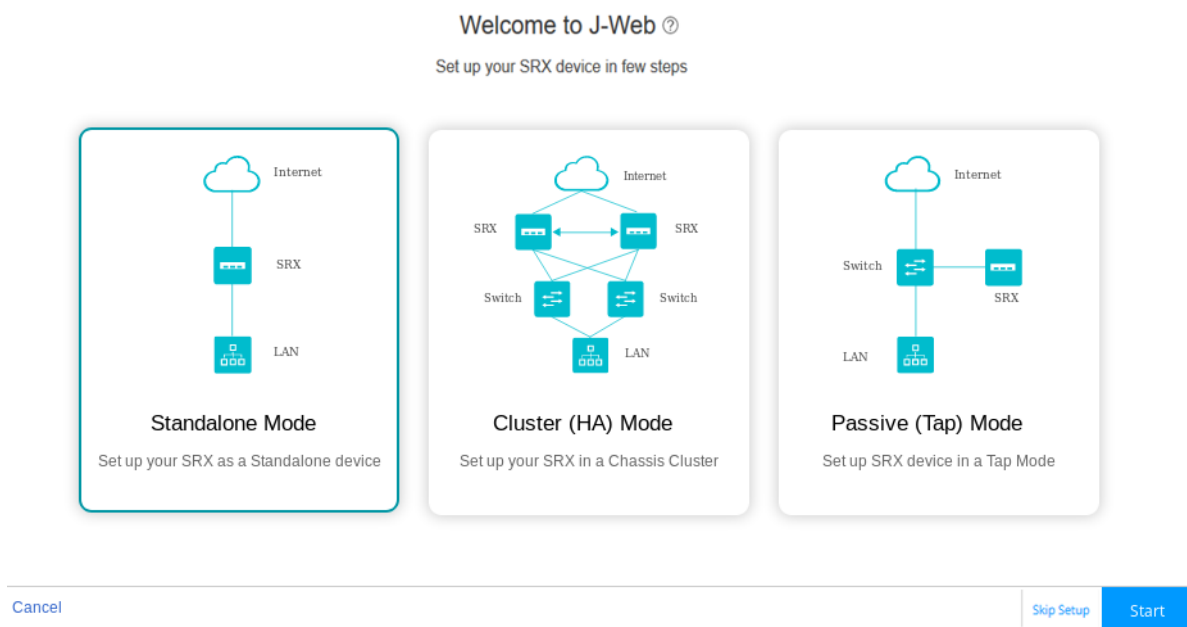 Welcome to J-Web ?
Set up your SRX device in few steps
Internet
SRX
LAN
Standalone Mode
Set up your SRX as a Standalone device
Internet
SRX
SRX
Switch
Switch
LAN
Cluster (HA) Mode
Set up your SRX in a Chassis Cluster
Internet
Switch
SRX
LAN
Passive (Tap) Mode
Set up SRX device in a Tap Mode
Cancel
Skip Setup
Start